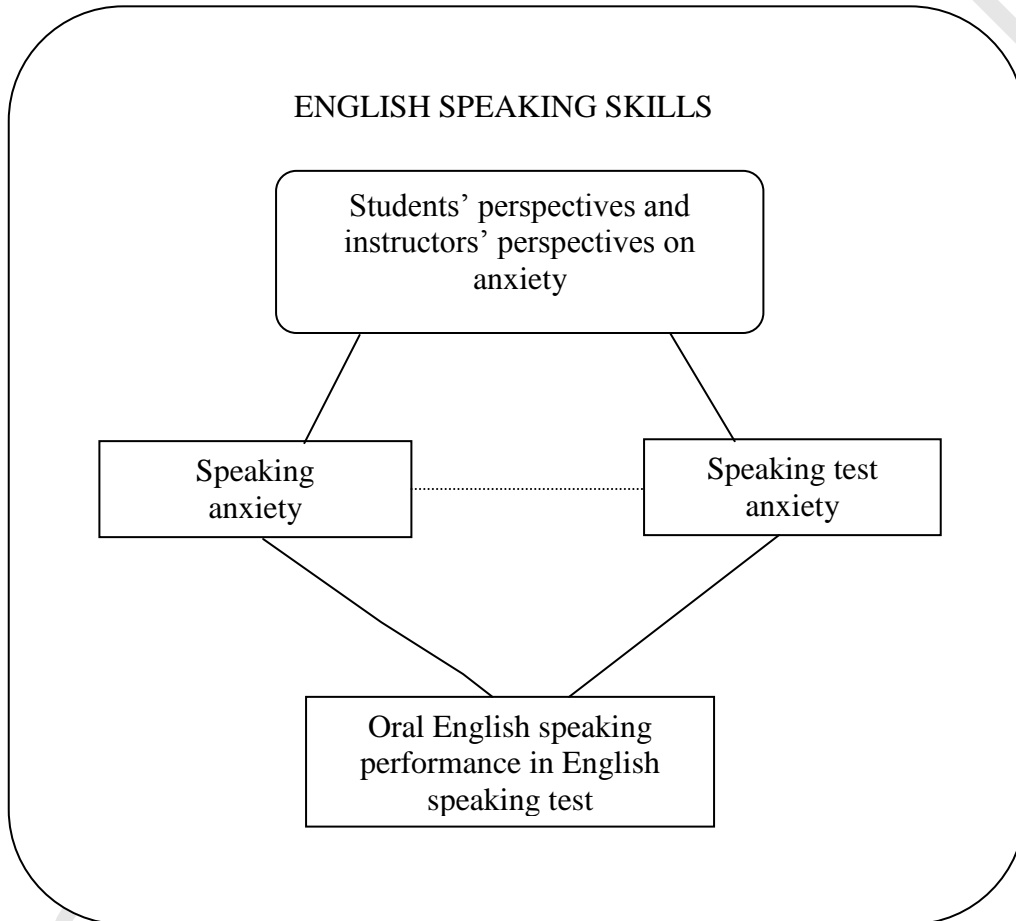 ENGLISH SPEAKING SKILLS
Students’ perspectives and
instructors’ perspectives on
anxiety
Speaking
anxiety
Speaking test
anxiety
Oral English speaking
performance in English
speaking test